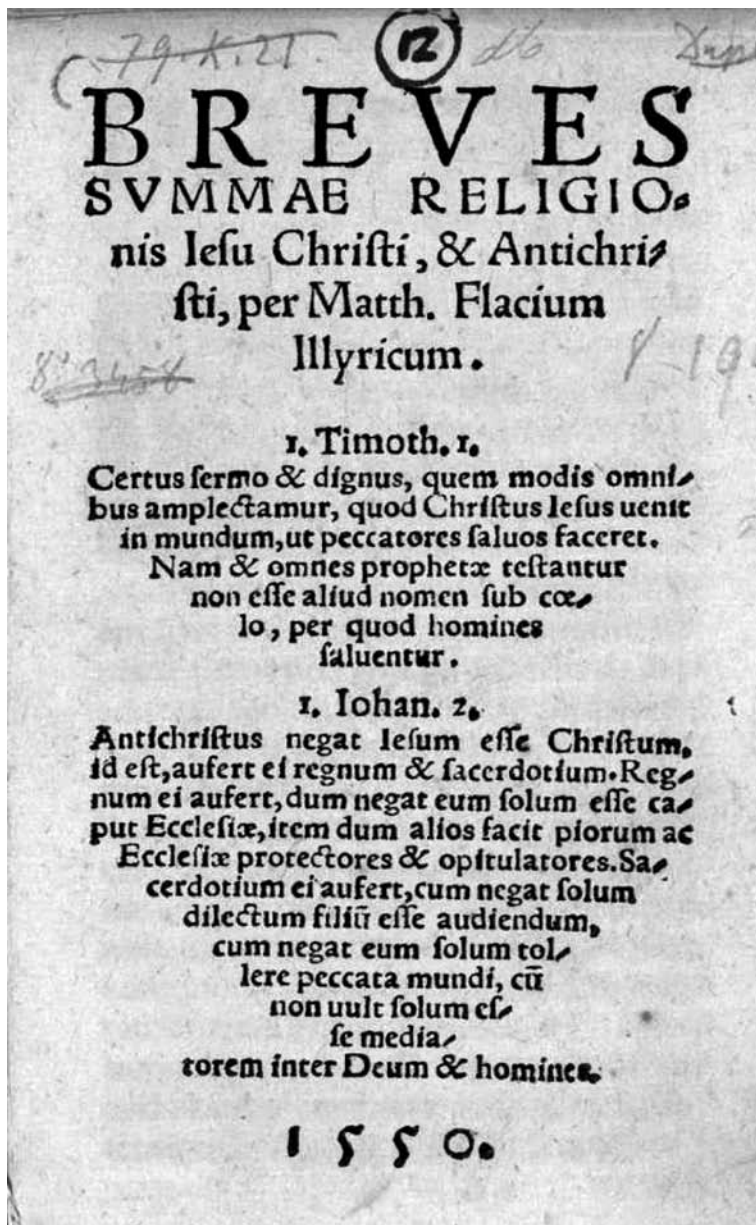 79.X.21.
12
BREVES
SVMMAE RELIGIO-
nis Ieſu Chriſti, & Antichri-
ſti, per Matth. Flacium
Illyricum.
8° 3458
1. Timoth. 1.
Certus ſermo & dignus, quem modis omni-
bus amplectamur, quod Chriſtus Ieſus uenit
in mundum, ut peccatores ſaluos faceret.
Nam & omnes prophetæ teſtantur
non eſſe aliud nomen ſub cœ-
lo, per quod homines
ſaluentur.
1. Iohan. 2.
Antichriſtus negat Ieſum eſſe Chriſtum,
id eſt, aufert ei regnum & ſacerdotium. Reg-
num ei aufert, dum negat eum ſolum eſſe ca-
put Eccleſiæ, item dum alios facit piorum ac
Eccleſiæ protectores & opitulatores. Sa-
cerdotium ei aufert, cum negat ſolum
dilectum filiū eſſe audiendum,
cum negat eum ſolum tol-
lere peccata mundi, cū
non uult ſolum eſ-
ſe media-
torem inter Deum & homines.
1550.